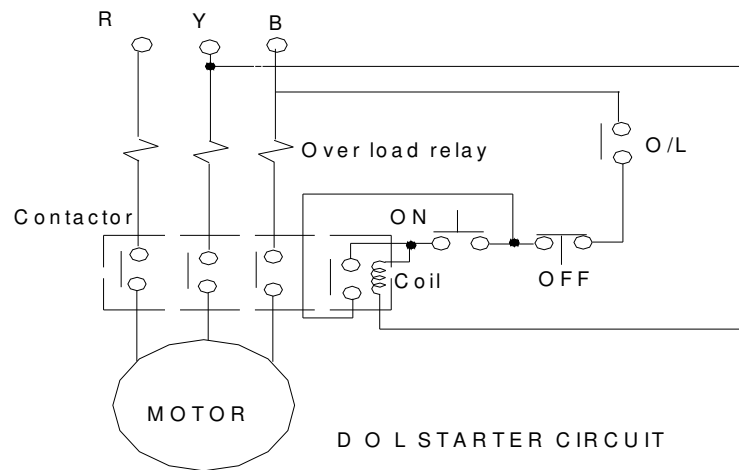 R Y B
O/L
Over load relay
Contactor
ON
Coil
OFF
MOTOR
D O L STARTER CIRCUIT